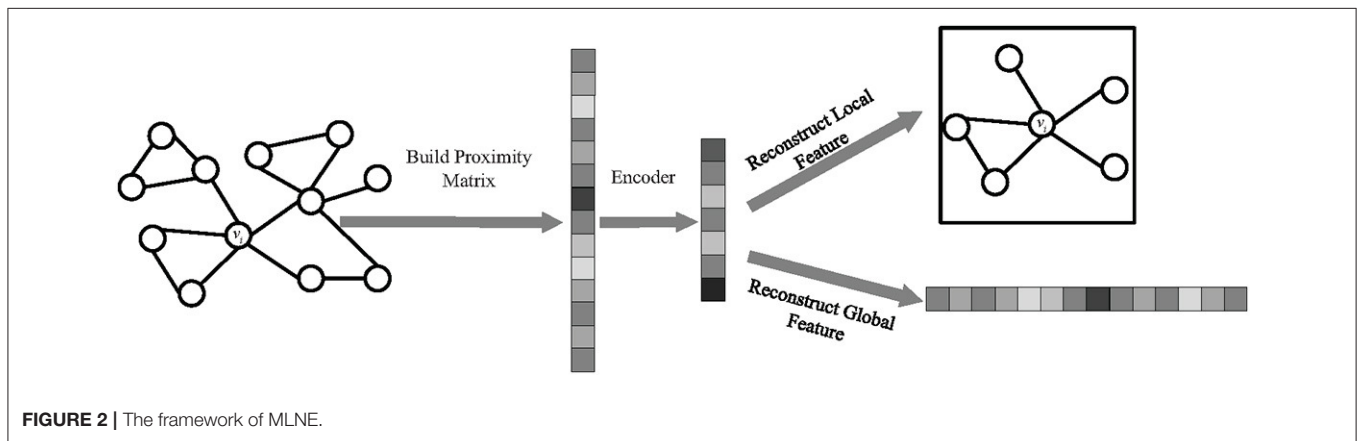 Build Proximity
Matrix
Encoder
Reconstruct Local
Feature
Reconstruct Global
Feature
v_i
v_i
FIGURE 2 | The framework of MLNE.